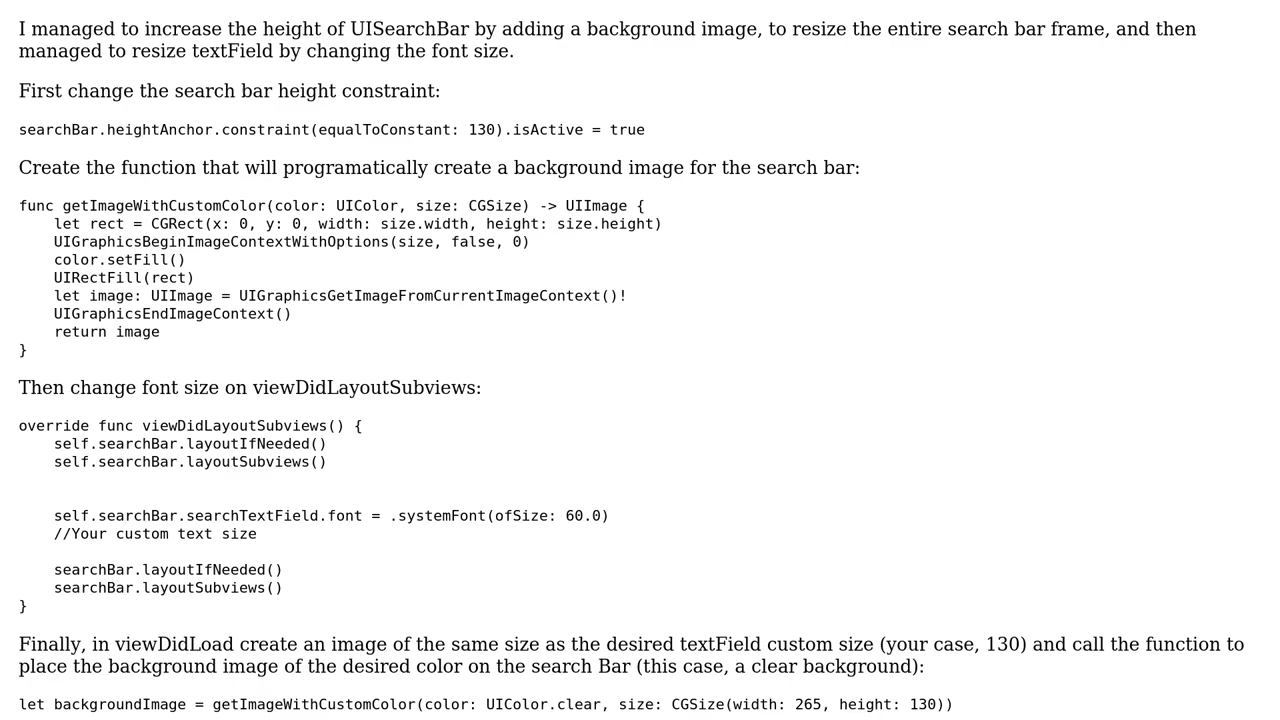 I managed to increase the height of UISearchBar by adding a background image, to resize the entire search bar frame, and then
managed to resize textField by changing the font size.
First change the search bar height constraint:
searchBar.heightAnchor.constraint(equalToConstant: 130).isActive = true
Create the function that will programatically create a background image for the search bar:
func getImageWithCustomColor(color: UIColor, size: CGSize) -> UIImage {
    let rect = CGRect(x: 0, y: 0, width: size.width, height: size.height)
    UIGraphicsBeginImageContextWithOptions(size, false, 0)
    color.setFill()
    UIRectFill(rect)
    let image: UIImage = UIGraphicsGetImageFromCurrentImageContext()!
    UIGraphicsEndImageContext()
    return image
}
Then change font size on viewDidLayoutSubviews:
override func viewDidLayoutSubviews() {
    self.searchBar.layoutIfNeeded()
    self.searchBar.layoutSubviews()
    self.searchBar.searchTextField.font = .systemFont(ofSize: 60.0)
    //Your custom text size
    searchBar.layoutIfNeeded()
    searchBar.layoutSubviews()
}
Finally, in viewDidLoad create an image of the same size as the desired textField custom size (your case, 130) and call the function to
place the background image of the desired color on the search Bar (this case, a clear background):
let backgroundImage = getImageWithCustomColor(color: UIColor.clear, size: CGSize(width: 265, height: 130))